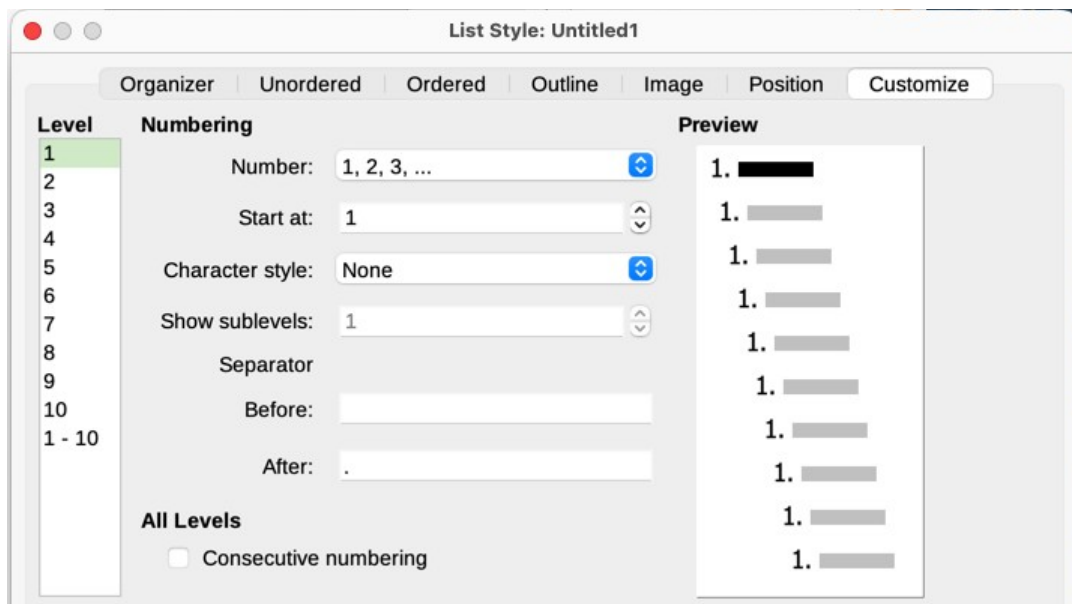 List Style: Untitled1
Organizer Unordered Ordered Outline Image Position Customize
Level
1
2
3
4
5
6
7
8
9
10
1 - 10
Numbering
Number: 1, 2, 3, ...
Start at: 1
Character style: None
Show sublevels: 1
Separator
Before:
After: .
All Levels
Consecutive numbering
Preview
1.
1.
1.
1.
1.
1.
1.
1.
1.
1.